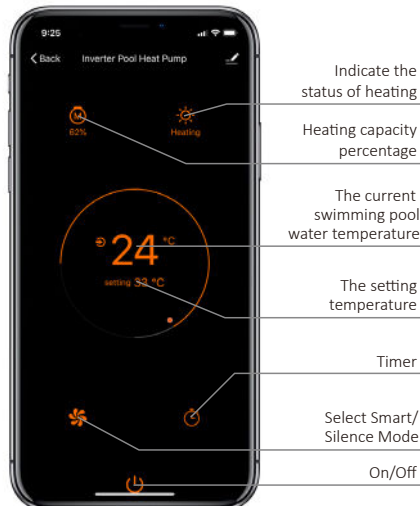 9:25
Back Inverter Pool Heat Pump
M
62%
Heating
24 °C
setting 33 °C
Indicate the
status of heating
Heating capacity
percentage
The current
swimming pool
water temperature
The setting
temperature
Timer
Select Smart/
Silence Mode
On/Off